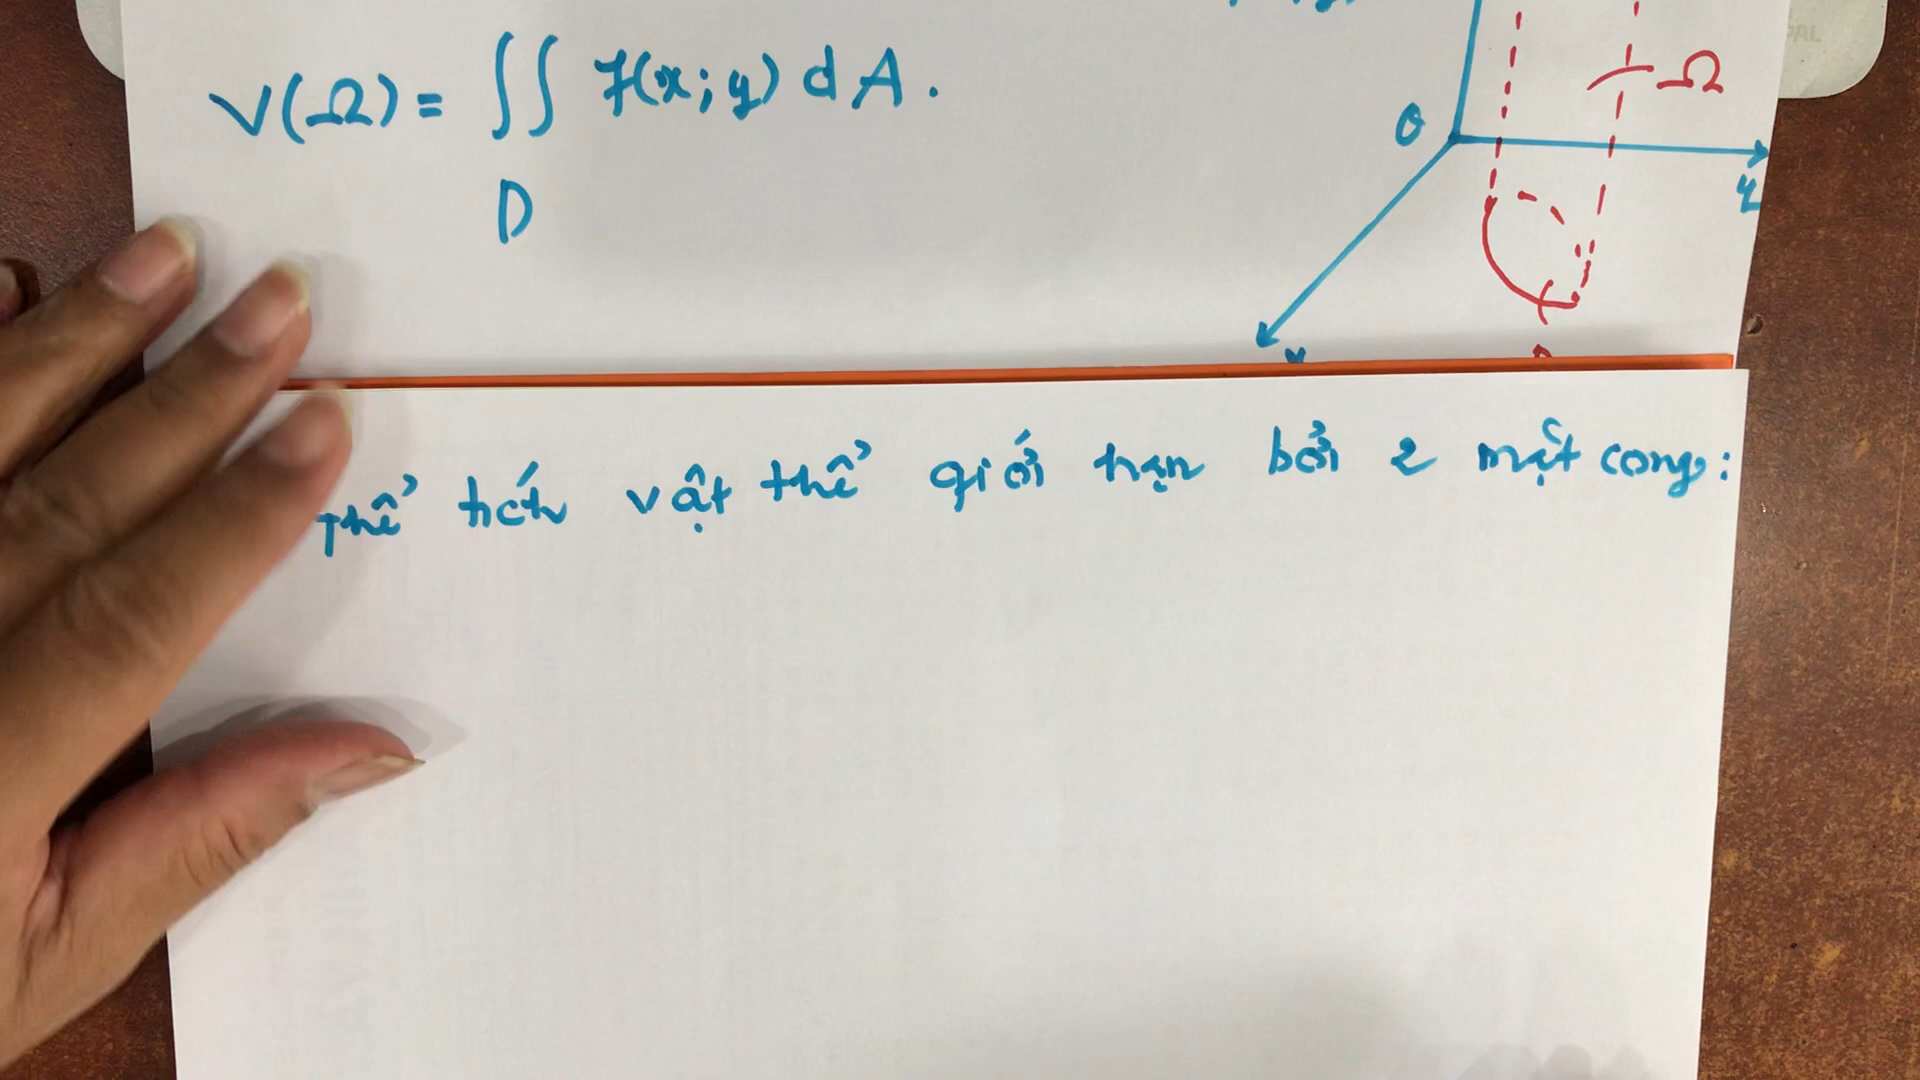 V(Ω) = ∬ f(x;y) dA.
D
Ω
O
y
x
Thể tích vật thể giới hạn bởi 2 mặt cong: